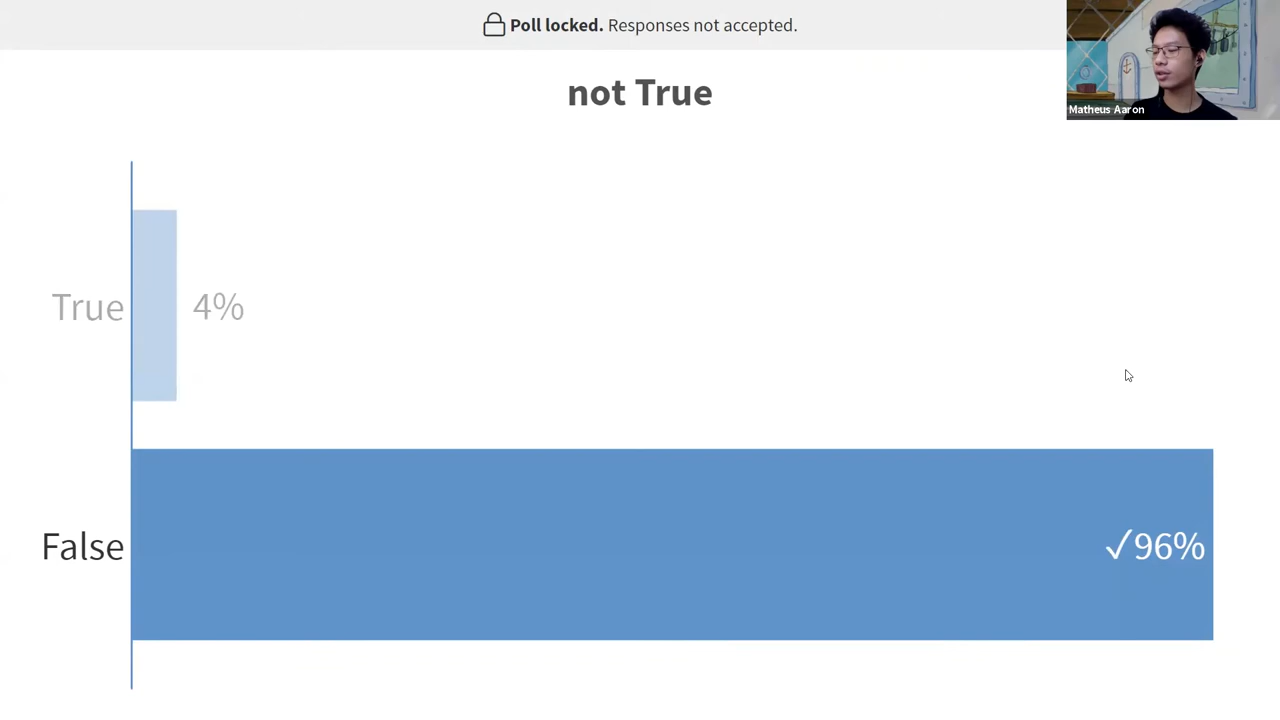 Poll locked. Responses not accepted.
not True
Matheus Aaron
True 4%
False ✓96%